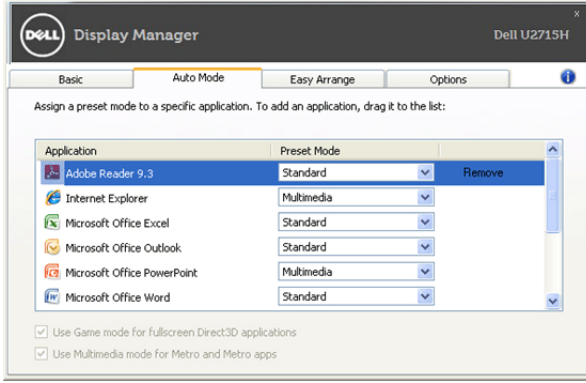 DELL Display Manager Dell U2715H
x
Basic Auto Mode Easy Arrange Options i
Assign a preset mode to a specific application. To add an application, drag it to the list:
Application Preset Mode
Adobe Reader 9.3 Standard Remove
Internet Explorer Multimedia
Microsoft Office Excel Standard
Microsoft Office Outlook Standard
Microsoft Office PowerPoint Multimedia
Microsoft Office Word Standard
Use Game mode for fullscreen Direct3D applications
Use Multimedia mode for Metro and Metro apps